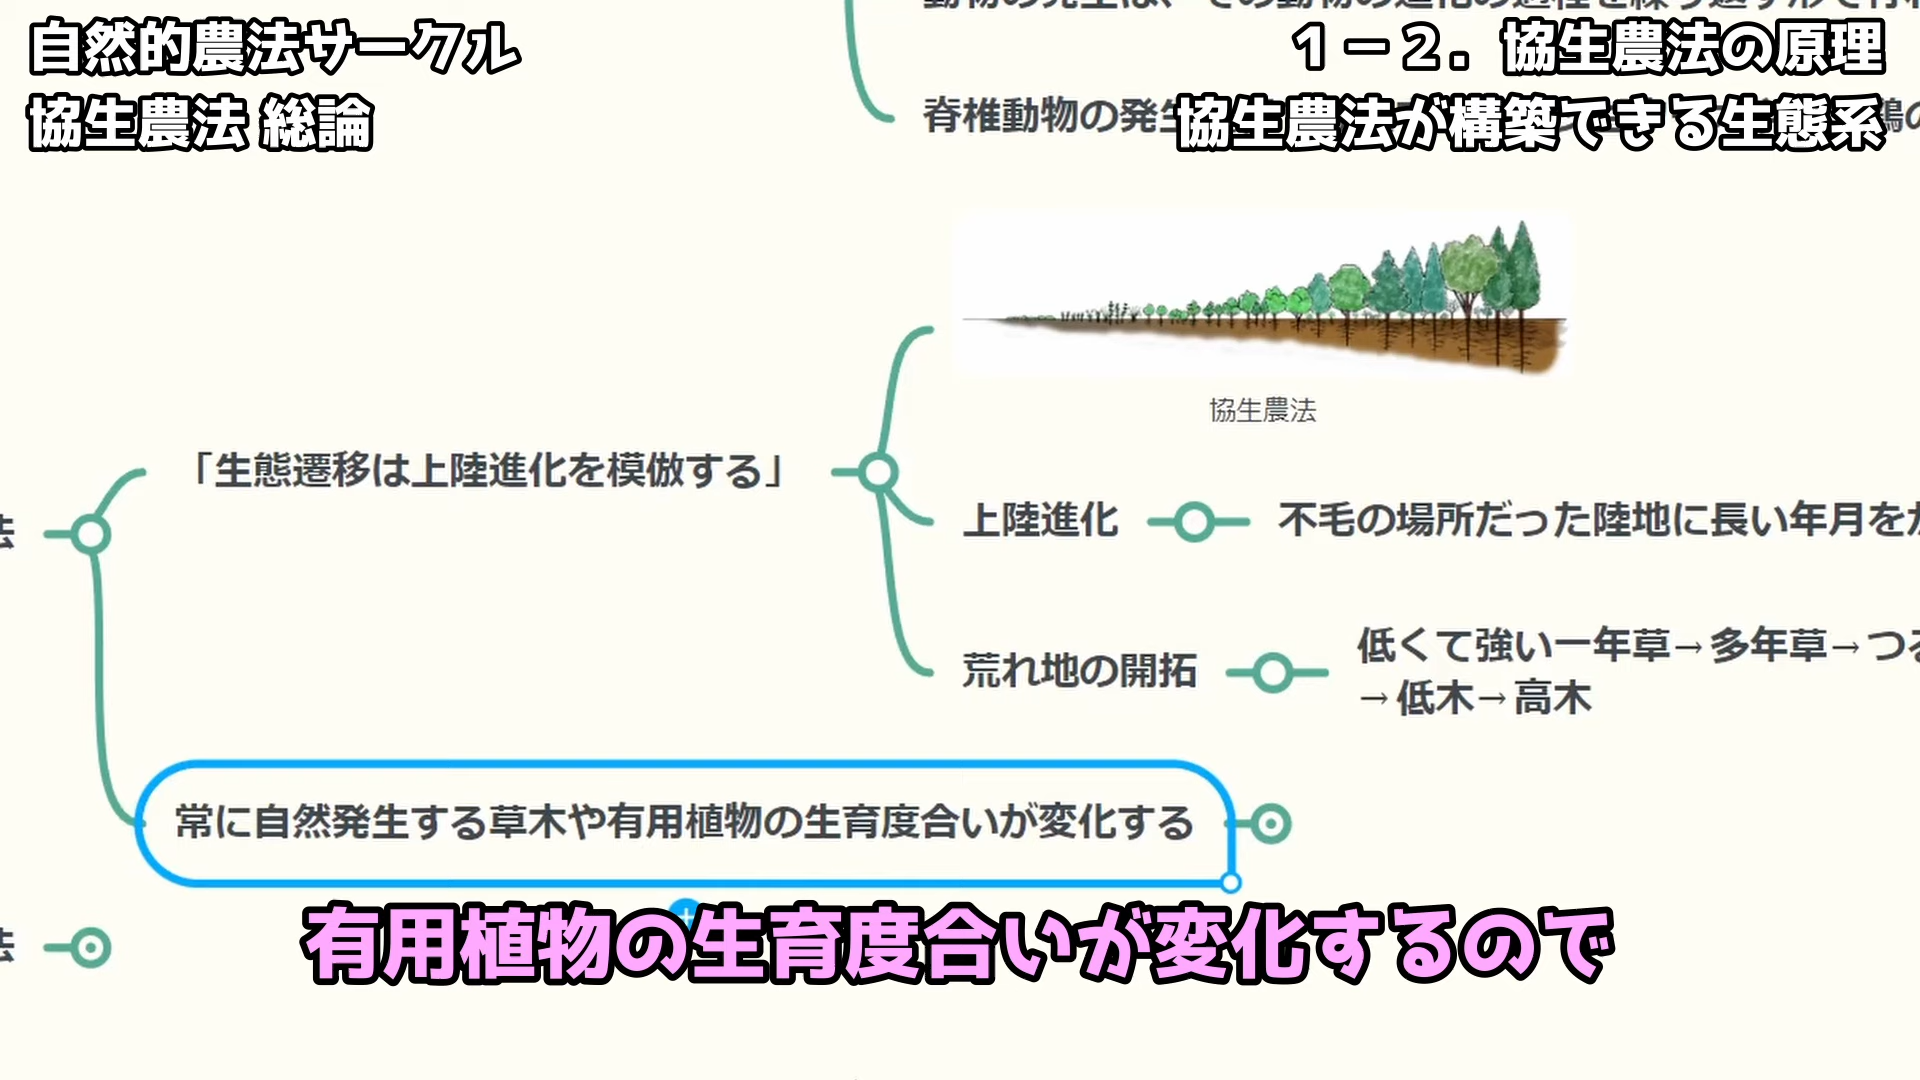 自然的農法サークル
協生農法 総論
１－２．協生農法の原理
協生農法が構築できる生態系
脊椎動物の発
協生農法
「生態遷移は上陸進化を模倣する」
上陸進化
不毛の場所だった陸地に長い年月を
荒れ地の開拓
低くて強い一年草→多年草→つ
→低木→高木
常に自然発生する草木や有用植物の生育度合いが変化する
有用植物の生育度合いが変化するので